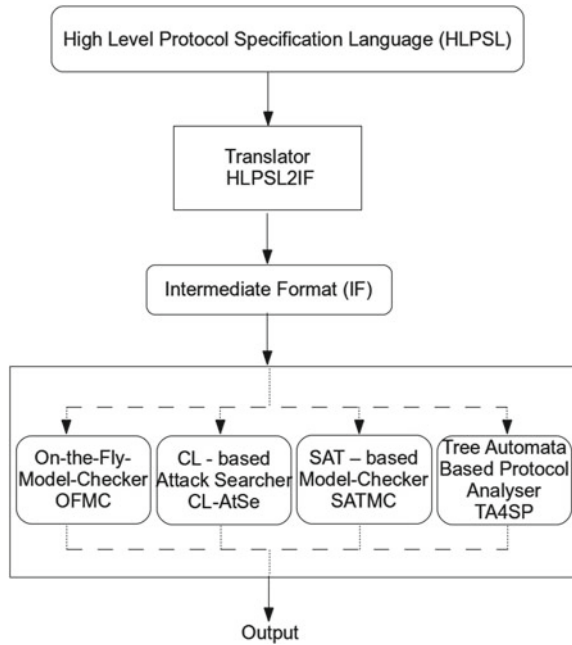 High Level Protocol Specification Language (HLPSL)
Translator
HLPSL2IF
Intermediate Format (IF)
On-the-Fly-
Model-Checker
OFMC
CL - based
Attack Searcher
CL-AtSe
SAT – based
Model-Checker
SATMC
Tree Automata
Based Protocol
Analyser
TA4SP
Output